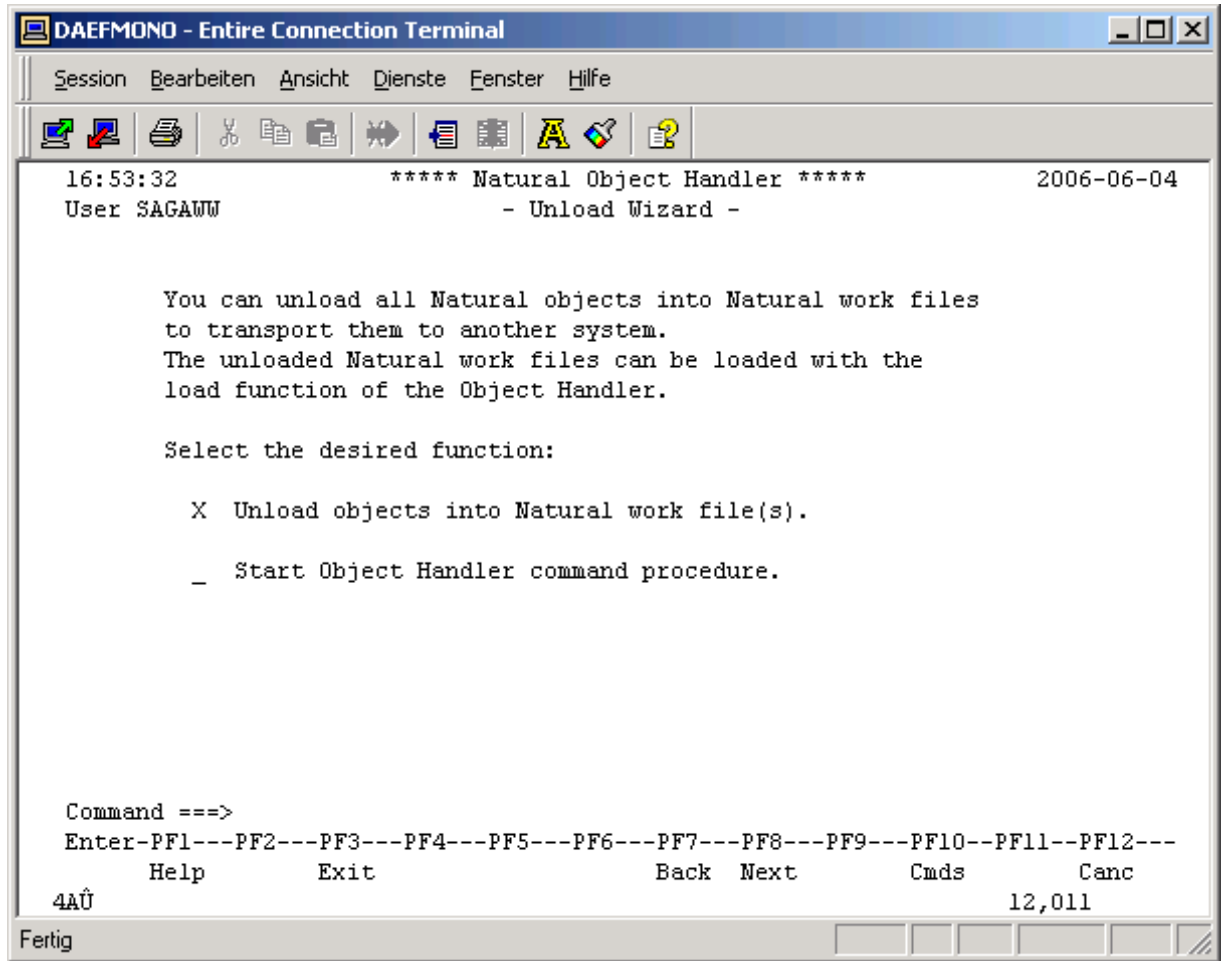 DAEFMONO - Entire Connection Terminal
Session Bearbeiten Ansicht Dienste Fenster Hilfe
16:53:32 ***** Natural Object Handler ***** 2006-06-04
User SAGAWW - Unload Wizard -
You can unload all Natural objects into Natural work files
to transport them to another system.
The unloaded Natural work files can be loaded with the
load function of the Object Handler.
Select the desired function:
X Unload objects into Natural work file(s).
_ Start Object Handler command procedure.
Command ===>
Enter-PF1---PF2---PF3---PF4---PF5---PF6---PF7---PF8---PF9---PF10--PF11--PF12---
Help Exit Back Next Cmds Canc
4AÛ 12,011
Fertig